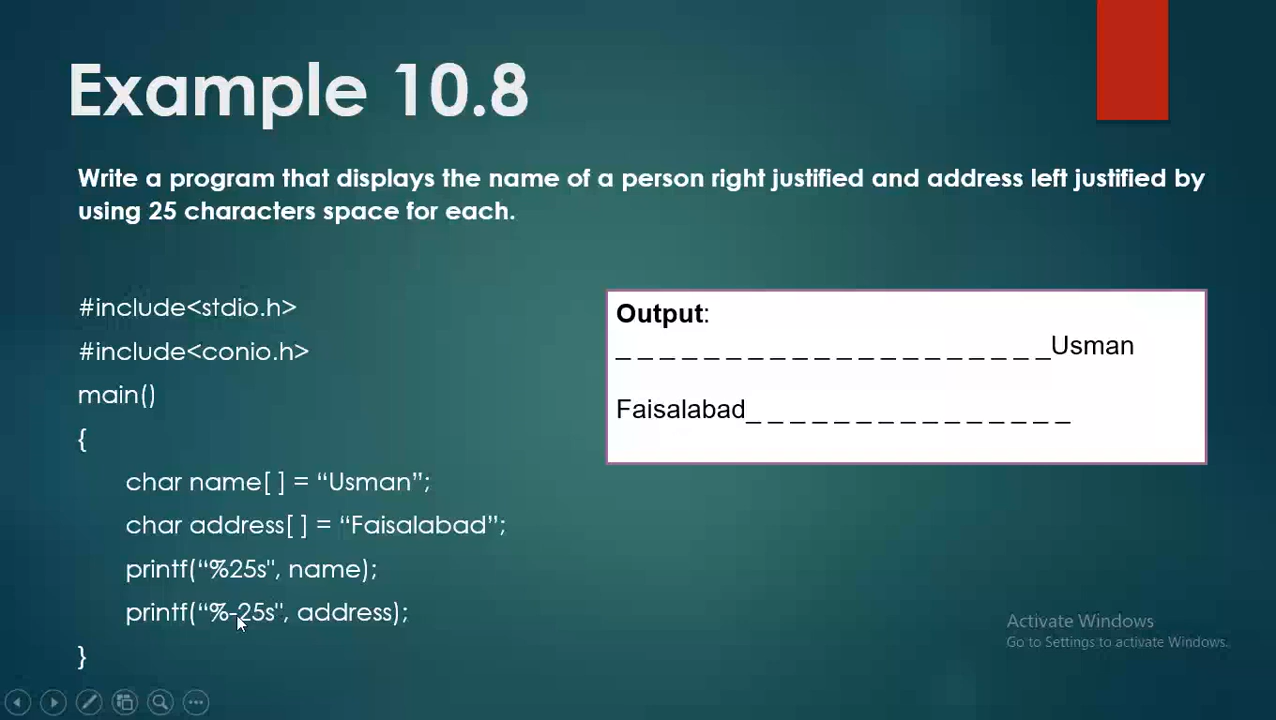 Example 10.8
Write a program that displays the name of a person right justified and address left justified by
using 25 characters space for each.
#include<stdio.h>
#include<conio.h>
main()
{
char name[ ] = “Usman”;
char address[ ] = “Faisalabad”;
printf(“%25s", name);
printf(“%-25s", address);
}
Output:
_ _ _ _ _ _ _ _ _ _ _ _ _ _ _ _ _ _ _ _Usman
Faisalabad_ _ _ _ _ _ _ _ _ _ _ _ _ _ _
Activate Windows
Go to Settings to activate Windows.